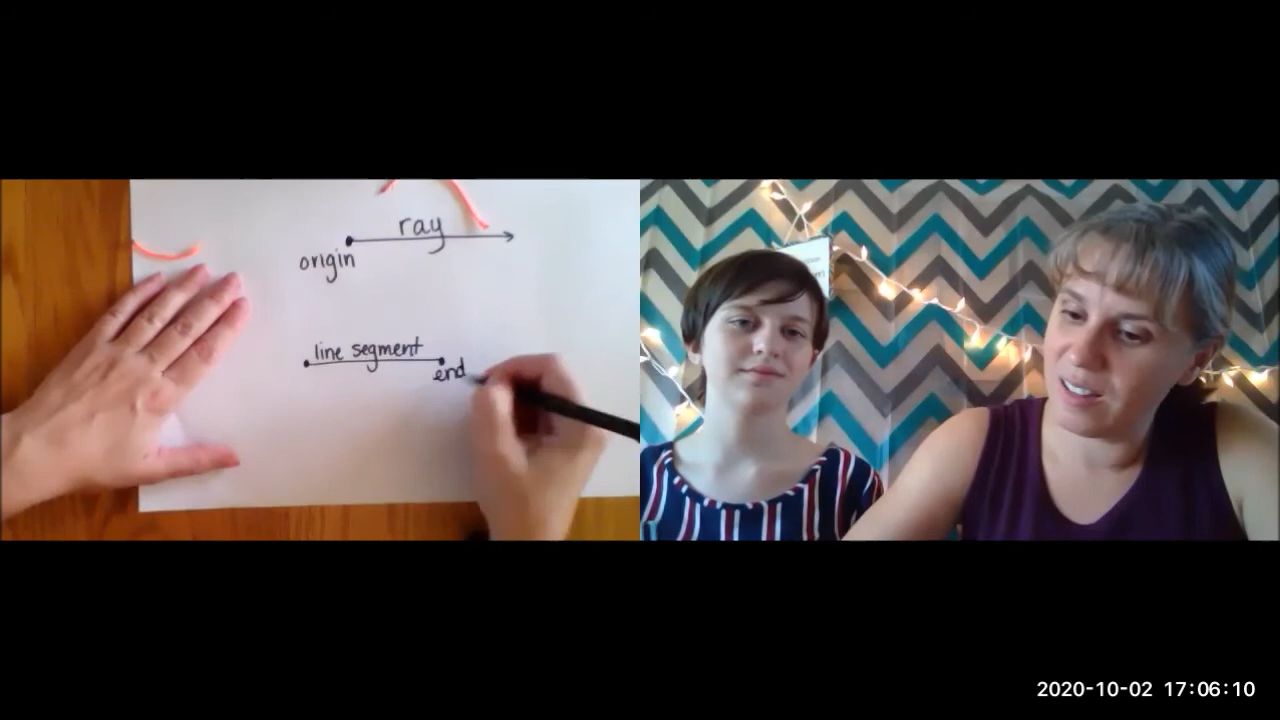 ray
origin
line segment
end
2020-10-02 17:06:10